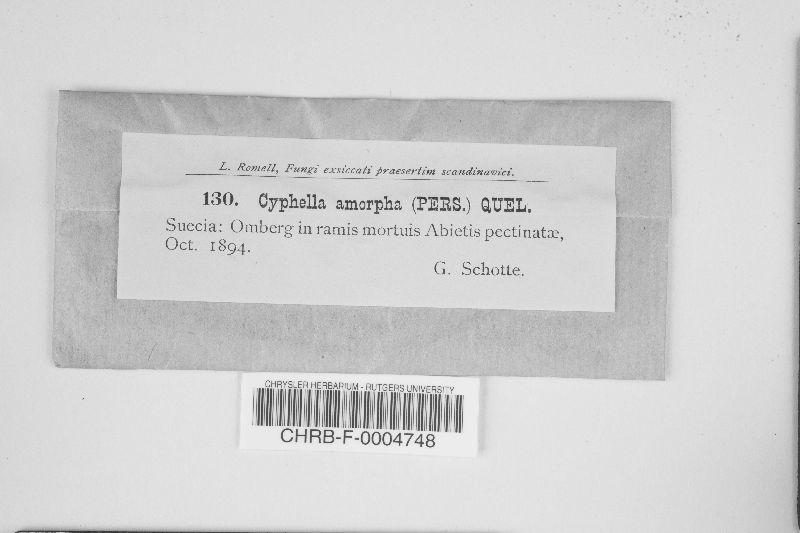 L. Romell, Fungi exsiccati praesertim scandinavici.
130. Cyphella amorpha (PERS.) QUEL.
Suecia: Omberg in ramis mortuis Abietis pectinatæ,
Oct. 1894.
G. Schotte.
CHRYSLER HERBARIUM - RUTGERS UNIVERSITY
CHRB-F-0004748